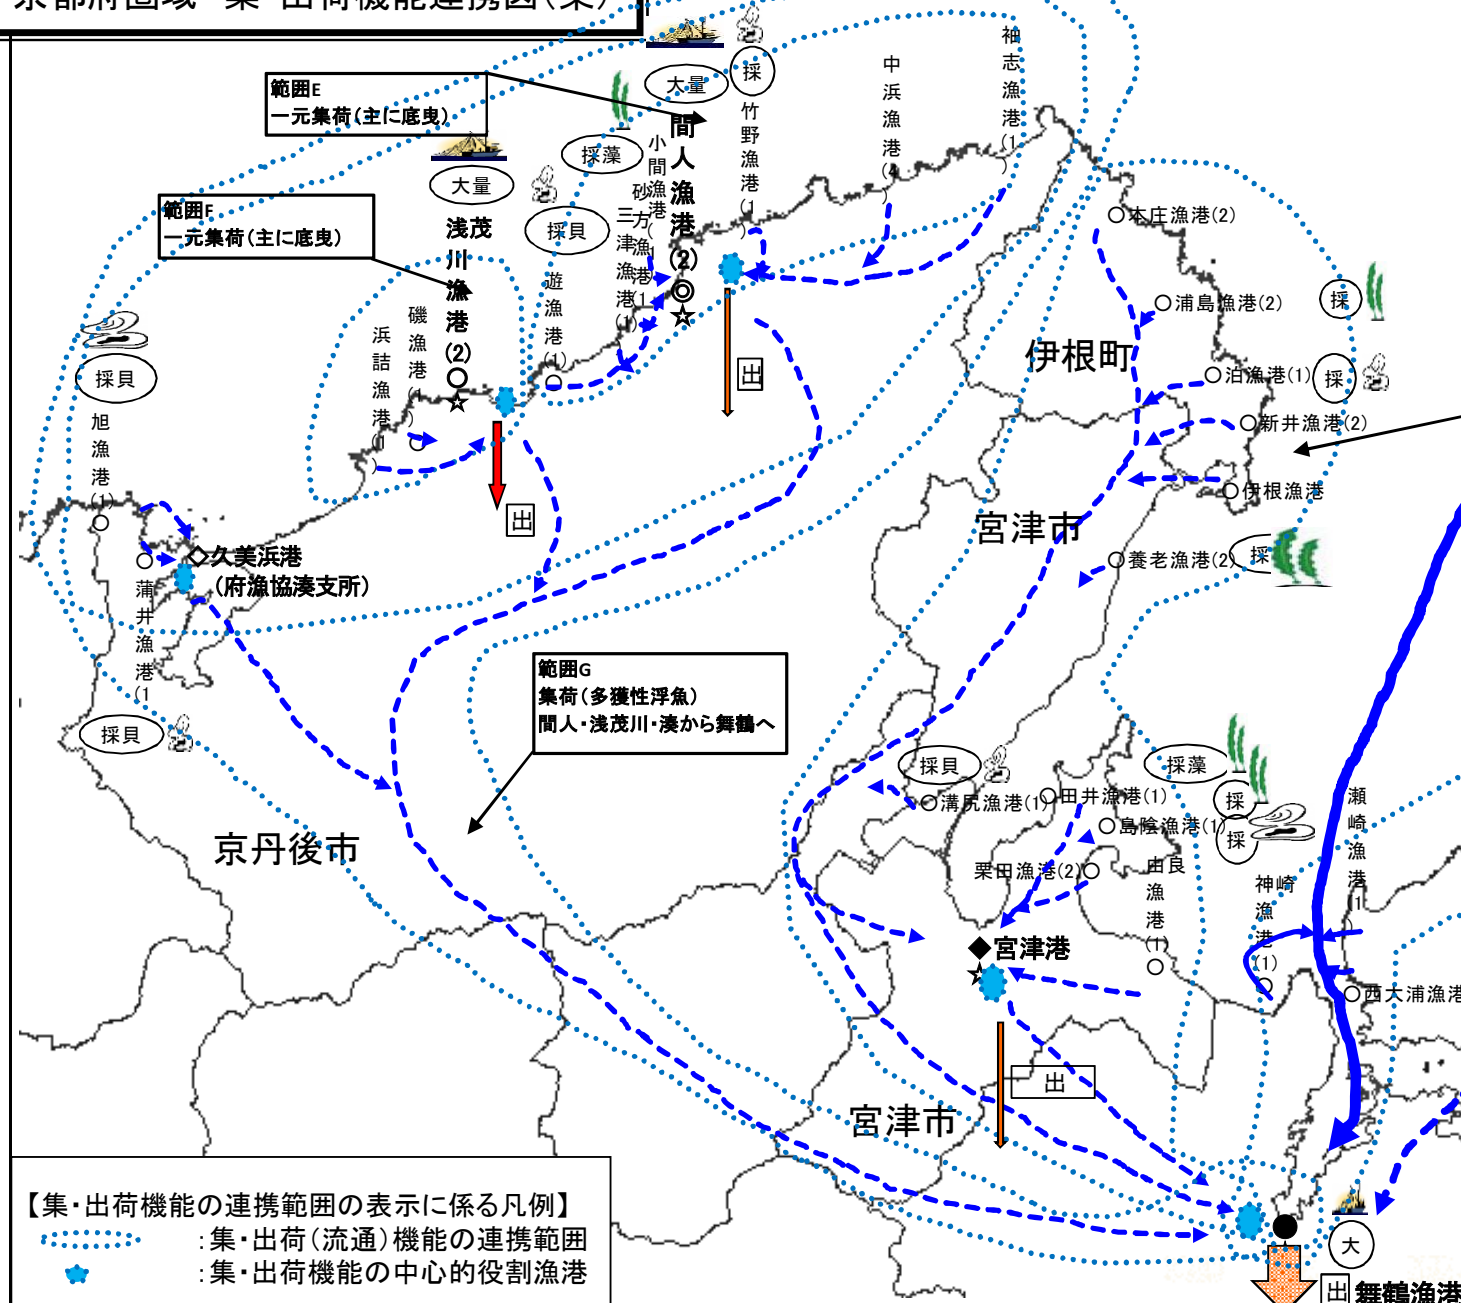 京都府圏域 集・出荷機能連携図(案)
範囲E
一元集荷(主に底曳)
範囲F
一元集荷(主に底曳)
大量
採
採藻
大量
採貝
採貝
浅茂川漁港(2)
間人漁港(2)
小間漁港(1
砂方漁港(1
三津漁港(1)
竹野漁港(1)
中浜漁港(4)
袖志漁港(1)
遊漁港(1)
磯漁港(1)
浜詰漁港(1)
旭漁港(1)
蒲井漁港(1
◇久美浜港
(府漁協湊支所)
採貝
出
出
本庄漁港(2)
浦島漁港(2)
採
伊根町
泊漁港(1)
採
新井漁港(2)
伊根漁港
宮津市
養老漁港(2)
採
範囲G
集荷(多獲性浮魚)
間人・浅茂川・湊から舞鶴へ
京丹後市
採貝
採藻
採
採
溝尻漁港(1)
田井漁港(1)
島陰漁港(1)
栗田漁港(2)
由良漁港(1)
神崎漁港(1)
瀬崎漁港(1
西大浦漁港
◆宮津港
出
宮津市
大
出
舞鶴漁港
【集・出荷機能の連携範囲の表示に係る凡例】
:集・出荷(流通)機能の連携範囲
:集・出荷機能の中心的役割漁港